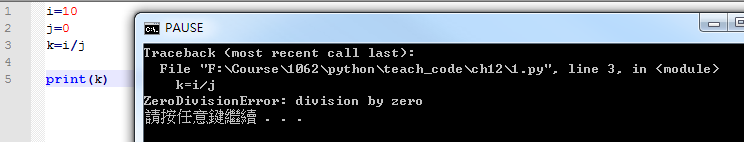 1 i=10
2 j=0
3 k=i/j
4
5 print(k)
C:\. PAUSE
Traceback (most recent call last):
  File "F:\Course\1062\python\teach_code\ch12\1.py", line 3, in <module>
    k=i/j
ZeroDivisionError: division by zero
請按任意鍵繼續 . . .